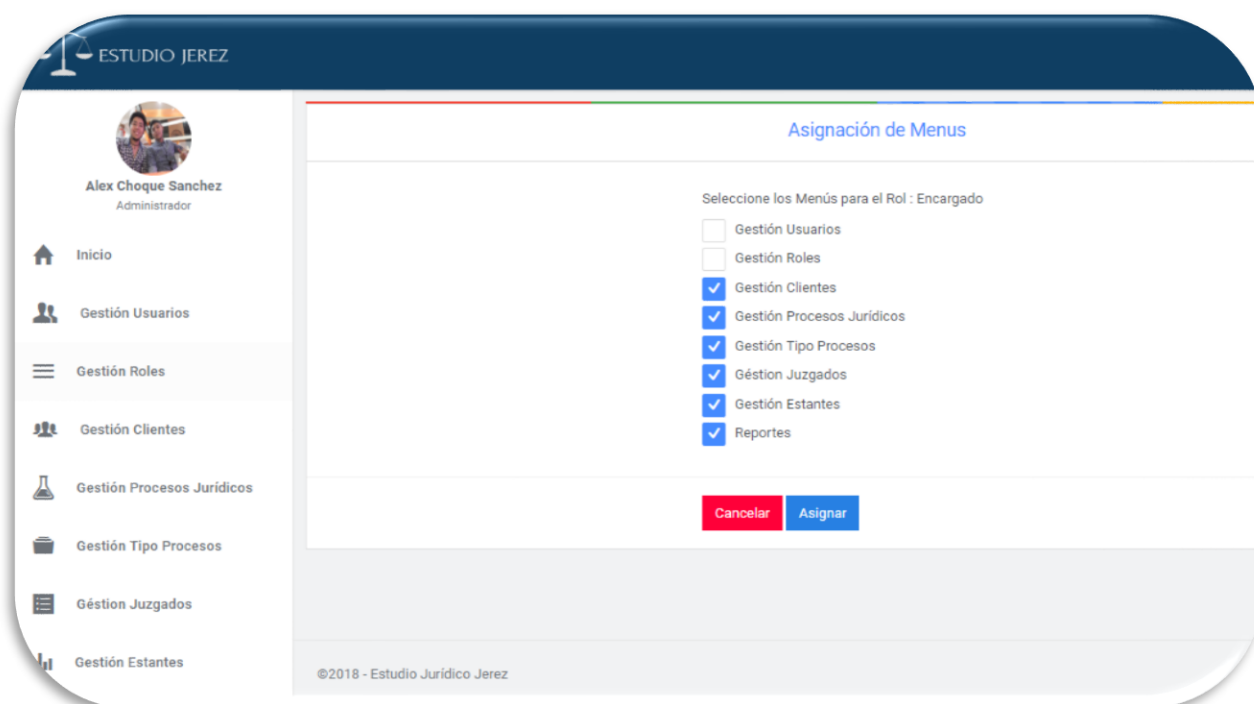 ESTUDIO JEREZ
Alex Choque Sanchez
Administrador
Inicio
Gestión Usuarios
Gestión Roles
Gestión Clientes
Gestión Procesos Jurídicos
Gestión Tipo Procesos
Géstion Juzgados
Gestión Estantes
Asignación de Menus
Seleccione los Menús para el Rol : Encargado
Gestión Usuarios
Gestión Roles
Gestión Clientes
Gestión Procesos Jurídicos
Gestión Tipo Procesos
Géstion Juzgados
Gestión Estantes
Reportes
Cancelar Asignar
©2018 - Estudio Jurídico Jerez